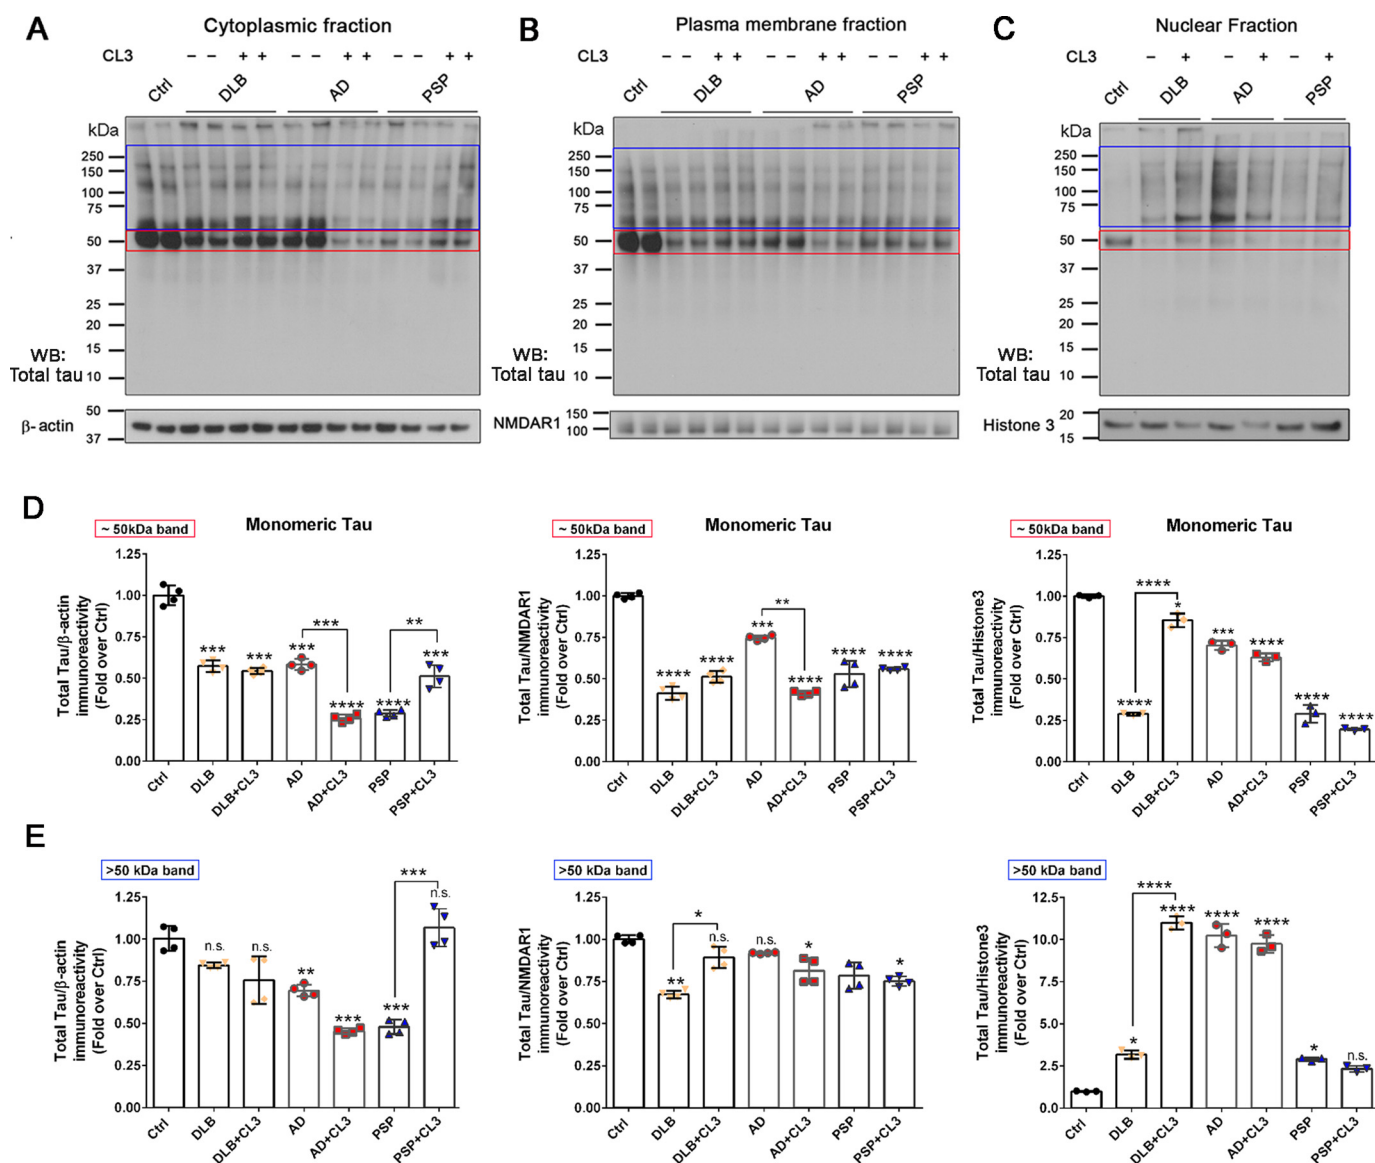 A
Cytoplasmic fraction
CL3 − − + + − − + + − − + +
Ctrl DLB AD PSP
kDa
250
150
100
75
50
37
25
20
15
10
WB:
Total tau
50
β- actin
37
B
Plasma membrane fraction
CL3 − − + + − − + + − − + +
Ctrl DLB AD PSP
kDa
250
150
100
75
50
37
25
20
15
10
WB:
Total tau
150
NMDAR1
100
C
Nuclear Fraction
CL3 − + − + − +
Ctrl DLB AD PSP
kDa
250
150
100
75
50
37
25
20
15
10
WB:
Total tau
20
Histone 3
15
D
~ 50kDa band
Monomeric Tau
Total Tau/β-actin
immunoreactivity
(Fold over Ctrl)
1.25
1.00
0.75
0.50
0.25
0.00
*** *** *** **** **** ***
*** **
Ctrl DLB DLB+CL3 AD AD+CL3 PSP PSP+CL3
~ 50kDa band
Monomeric Tau
Total Tau/NMDAR1
immunoreactivity
(Fold over Ctrl)
1.25
1.00
0.75
0.50
0.25
0.00
**** **** *** **** **** ****
**
Ctrl DLB DLB+CL3 AD AD+CL3 PSP PSP+CL3
~ 50kDa band
Monomeric Tau
Total Tau/Histone3
immunoreactivity
(Fold over Ctrl)
1.25
1.00
0.75
0.50
0.25
0.00
**** * *** **** **** ****
****
Ctrl DLB DLB+CL3 AD AD+CL3 PSP PSP+CL3
E
>50 kDa band
Total Tau/β-actin
immunoreactivity
(Fold over Ctrl)
1.25
1.00
0.75
0.50
0.25
0.00
n.s. n.s. ** *** *** n.s.
***
Ctrl DLB DLB+CL3 AD AD+CL3 PSP PSP+CL3
>50 kDa band
Total Tau/NMDAR1
immunoreactivity
(Fold over Ctrl)
1.25
1.00
0.75
0.50
0.25
0.00
** n.s. n.s. * *
*
Ctrl DLB DLB+CL3 AD AD+CL3 PSP PSP+CL3
>50 kDa band
Total Tau/Histone3
immunoreactivity
(Fold over Ctrl)
12.5
10.0
7.5
5.0
2.5
0.0
* **** **** **** * n.s.
****
Ctrl DLB DLB+CL3 AD AD+CL3 PSP PSP+CL3